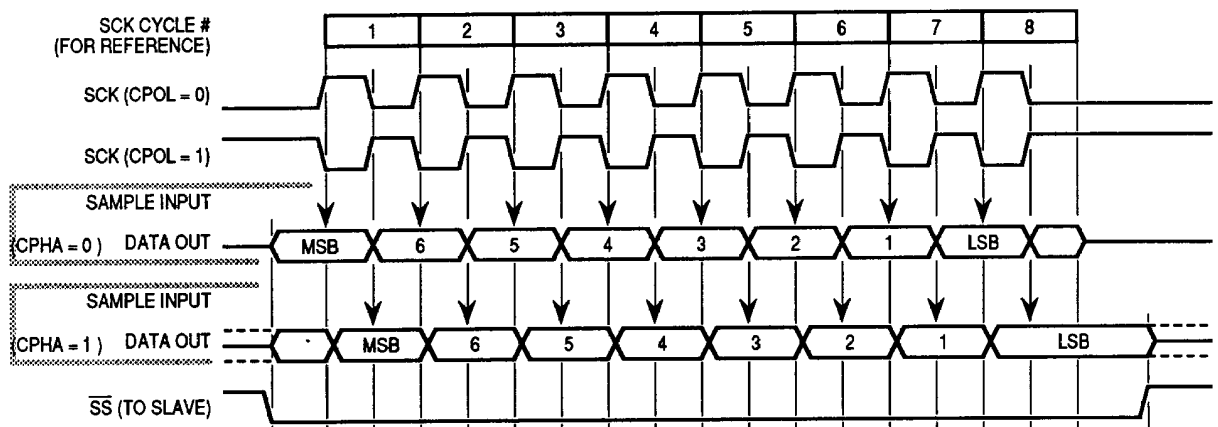 SCK CYCLE # 1 2 3 4 5 6 7 8
(FOR REFERENCE)
SCK (CPOL = 0)
SCK (CPOL = 1)
SAMPLE INPUT
(CPHA = 0) DATA OUT MSB 6 5 4 3 2 1 LSB
SAMPLE INPUT
(CPHA = 1) DATA OUT MSB 6 5 4 3 2 1 LSB
SS (TO SLAVE)